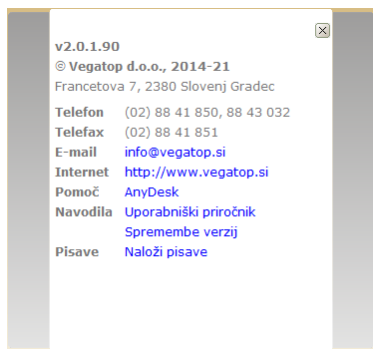 v2.0.1.90
© Vegatop d.o.o., 2014-21
Francetova 7, 2380 Slovenj Gradec
Telefon (02) 88 41 850, 88 43 032
Telefax (02) 88 41 851
E-mail info@vegatop.si
Internet http://www.vegatop.si
Pomoč AnyDesk
Navodila Uporabniški priročnik
Spremembe verzij
Pisave Naloži pisave